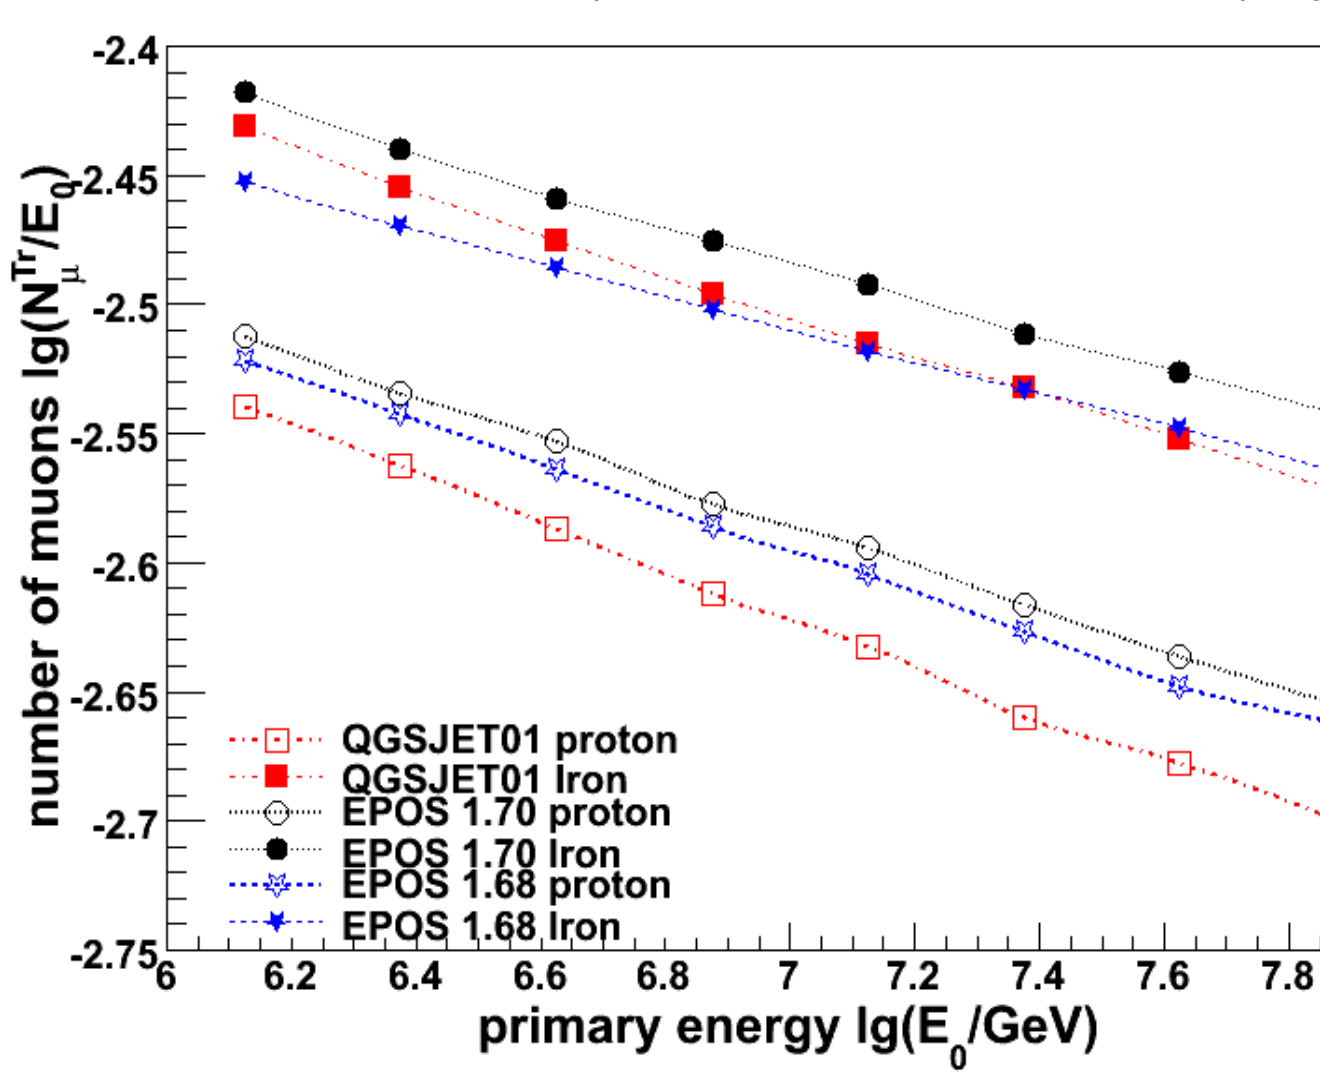 -2.4
-2.45
-2.5
-2.55
-2.6
-2.65
-2.7
-2.75
number of muons lg(N_μ^Tr/E_0)
QGSJET01 proton
QGSJET01 Iron
EPOS 1.70 proton
EPOS 1.70 Iron
EPOS 1.68 proton
EPOS 1.68 Iron
6 6.2 6.4 6.6 6.8 7 7.2 7.4 7.6 7.8
primary energy lg(E_0/GeV)